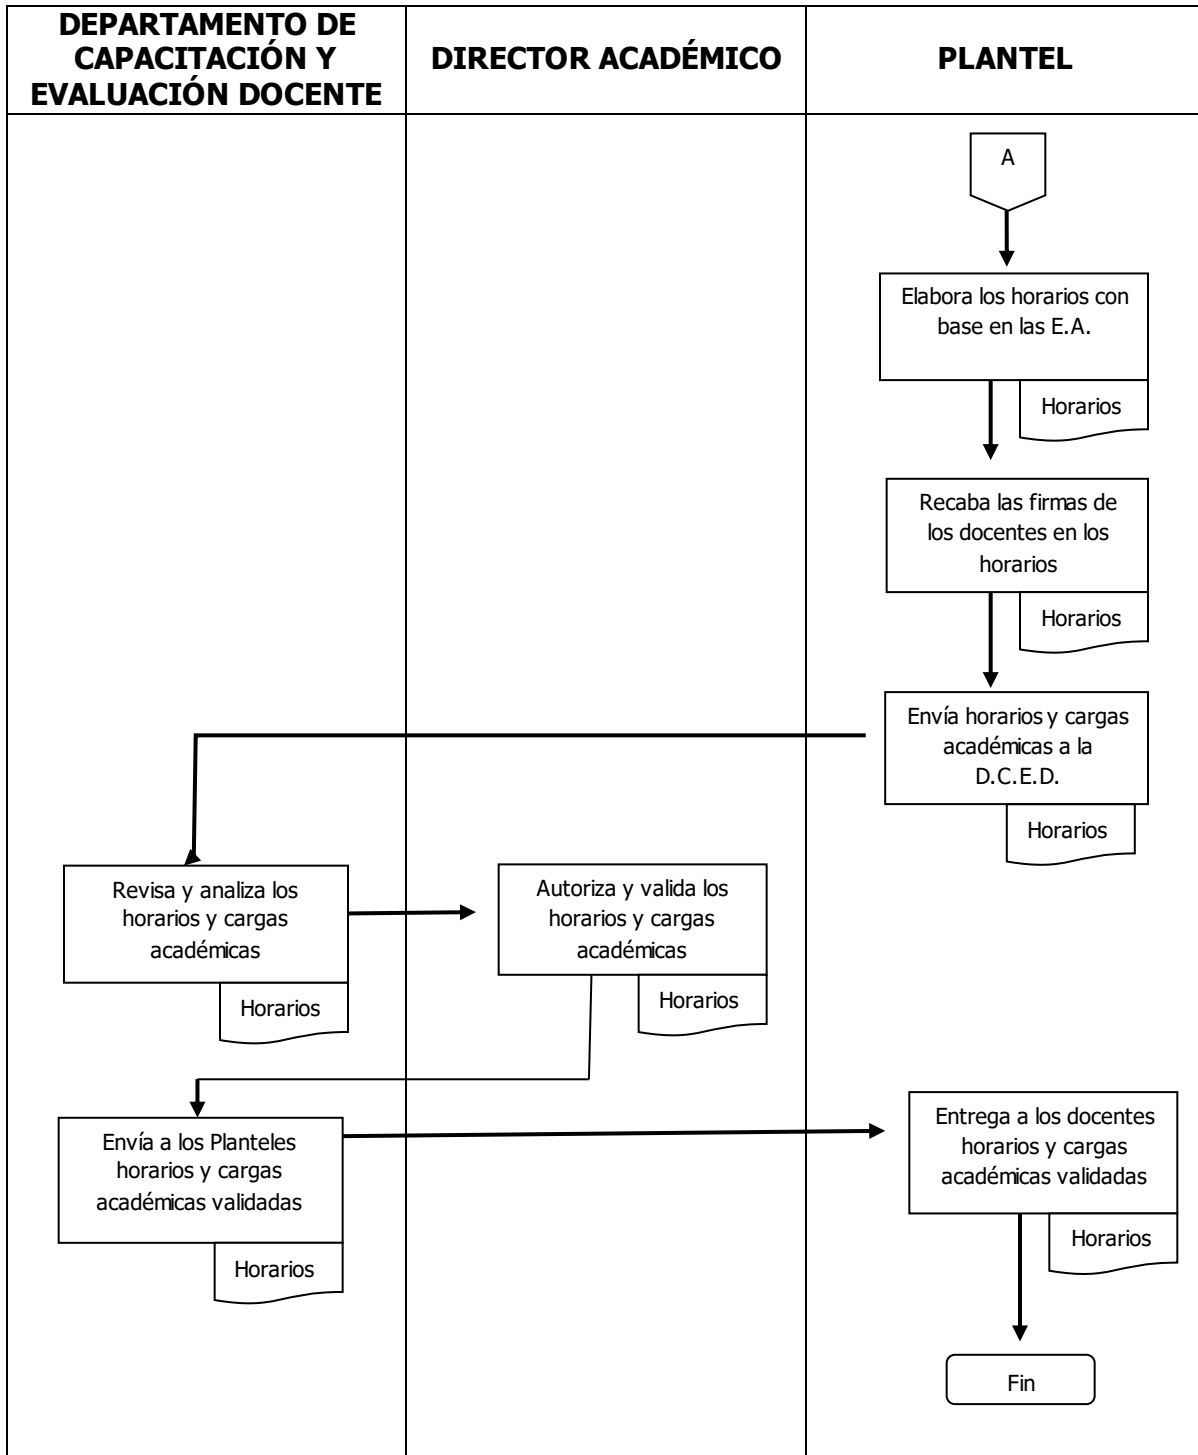 DEPARTAMENTO DE
CAPACITACIÓN Y
EVALUACIÓN DOCENTE
DIRECTOR ACADÉMICO
PLANTEL
A
Elabora los horarios con
base en las E.A.
Horarios
Recaba las firmas de
los docentes en los
horarios
Horarios
Envía horarios y cargas
académicas a la
D.C.E.D.
Horarios
Revisa y analiza los
horarios y cargas
académicas
Horarios
Autoriza y valida los
horarios y cargas
académicas
Horarios
Envía a los Planteles
horarios y cargas
académicas validadas
Horarios
Entrega a los docentes
horarios y cargas
académicas validadas
Horarios
Fin